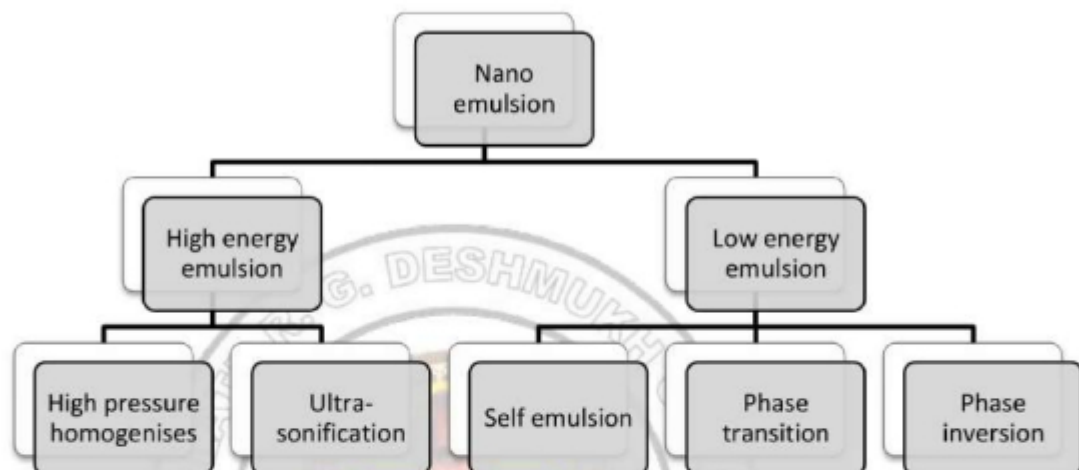 Nano
emulsion
High energy
emulsion
Low energy
emulsion
High pressure
homogenises
Ultra-
sonification
Self emulsion
Phase
transition
Phase
inversion
R. G. DESHMUKH